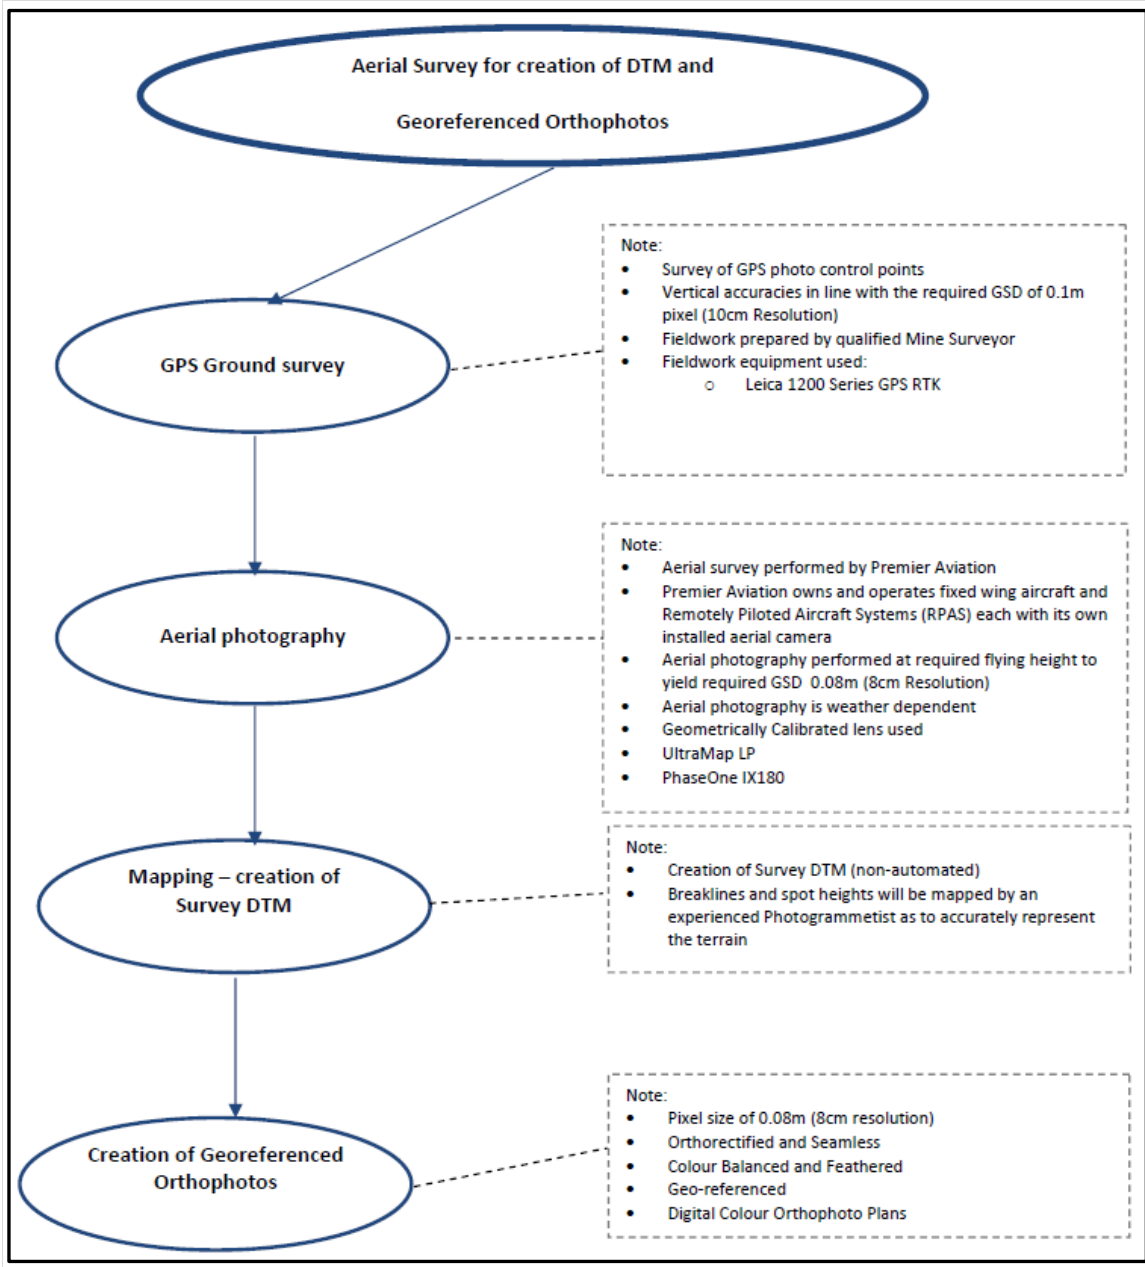 Aerial Survey for creation of DTM and
Georeferenced Orthophotos
GPS Ground survey
Note:
• Survey of GPS photo control points
• Vertical accuracies in line with the required GSD of 0.1m
pixel (10cm Resolution)
• Fieldwork prepared by qualified Mine Surveyor
• Fieldwork equipment used:
o Leica 1200 Series GPS RTK
Aerial photography
Note:
• Aerial survey performed by Premier Aviation
• Premier Aviation owns and operates fixed wing aircraft and
Remotely Piloted Aircraft Systems (RPAS) each with its own
installed aerial camera
• Aerial photography performed at required flying height to
yield required GSD 0.08m (8cm Resolution)
• Aerial photography is weather dependent
• Geometrically Calibrated lens used
• UltraMap LP
• PhaseOne IX180
Mapping – creation of
Survey DTM
Note:
• Creation of Survey DTM (non-automated)
• Breaklines and spot heights will be mapped by an
experienced Photogrammetist as to accurately represent
the terrain
Creation of Georeferenced
Orthophotos
Note:
• Pixel size of 0.08m (8cm resolution)
• Orthorectified and Seamless
• Colour Balanced and Feathered
• Geo-referenced
• Digital Colour Orthophoto Plans